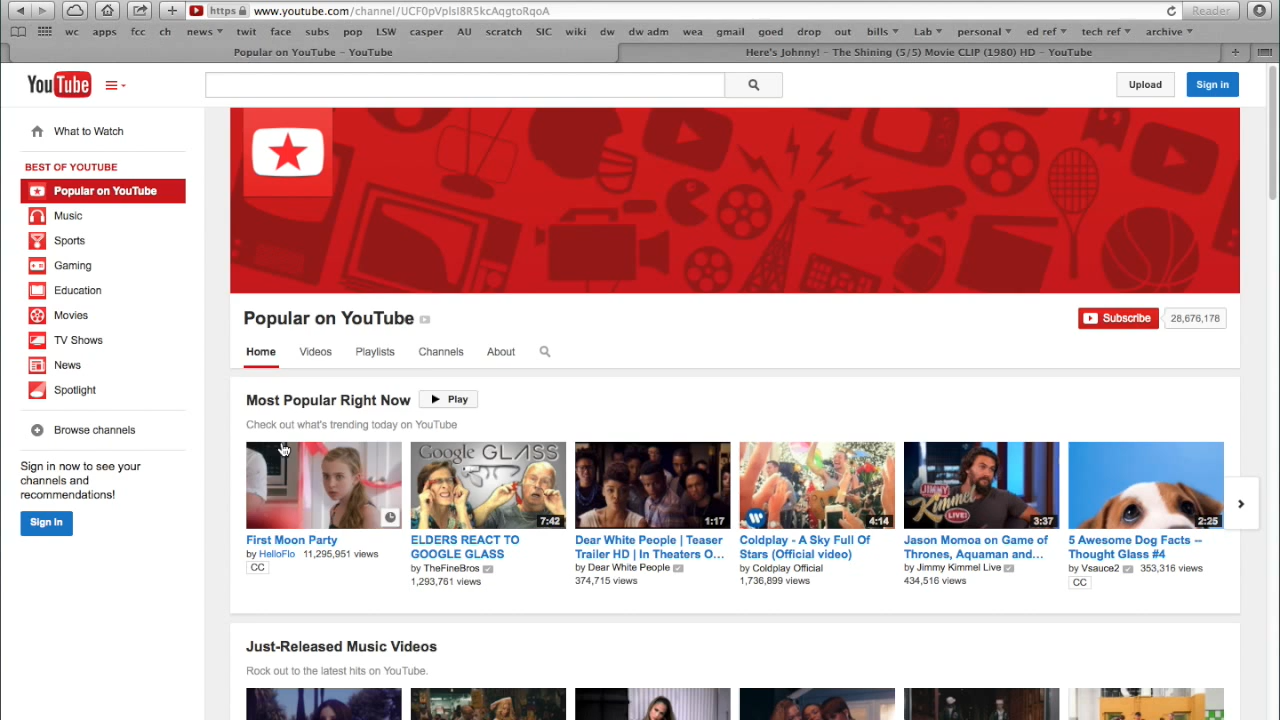 https www.youtube.com/channel/UCF0pVplsI8R5kcAqgtoRqoA Reader
wc apps fcc ch news twit face subs pop LSW casper AU scratch SIC wiki dw dw adm wea gmail goed drop out bills Lab personal ed ref tech ref archive
Popular on YouTube – YouTube Here's Johnny! – The Shining (5/5) Movie CLIP (1980) HD – YouTube
YouTube Upload Sign in
What to Watch
BEST OF YOUTUBE
Popular on YouTube
Music
Sports
Gaming
Education
Movies
TV Shows
News
Spotlight
Browse channels
Sign in now to see your
channels and
recommendations!
Sign In
Popular on YouTube Subscribe 28,676,178
Home Videos Playlists Channels About
Most Popular Right Now Play
Check out what's trending today on YouTube
First Moon Party
by HelloFlo 11,295,951 views
CC
GOOGLE GLASS
7:42
ELDERS REACT TO
GOOGLE GLASS
by TheFineBros
1,293,761 views
1:17
Dear White People | Teaser
Trailer HD | In Theaters O...
by Dear White People
374,715 views
4:14
Coldplay - A Sky Full Of
Stars (Official video)
by Coldplay Official
1,736,899 views
JIMMY
KIMMEL
LIVE!
3:37
Jason Momoa on Game of
Thrones, Aquaman and...
by Jimmy Kimmel Live
434,516 views
2:25
5 Awesome Dog Facts --
Thought Glass #4
by Vsauce2 353,316 views
CC
Just-Released Music Videos
Rock out to the latest hits on YouTube.